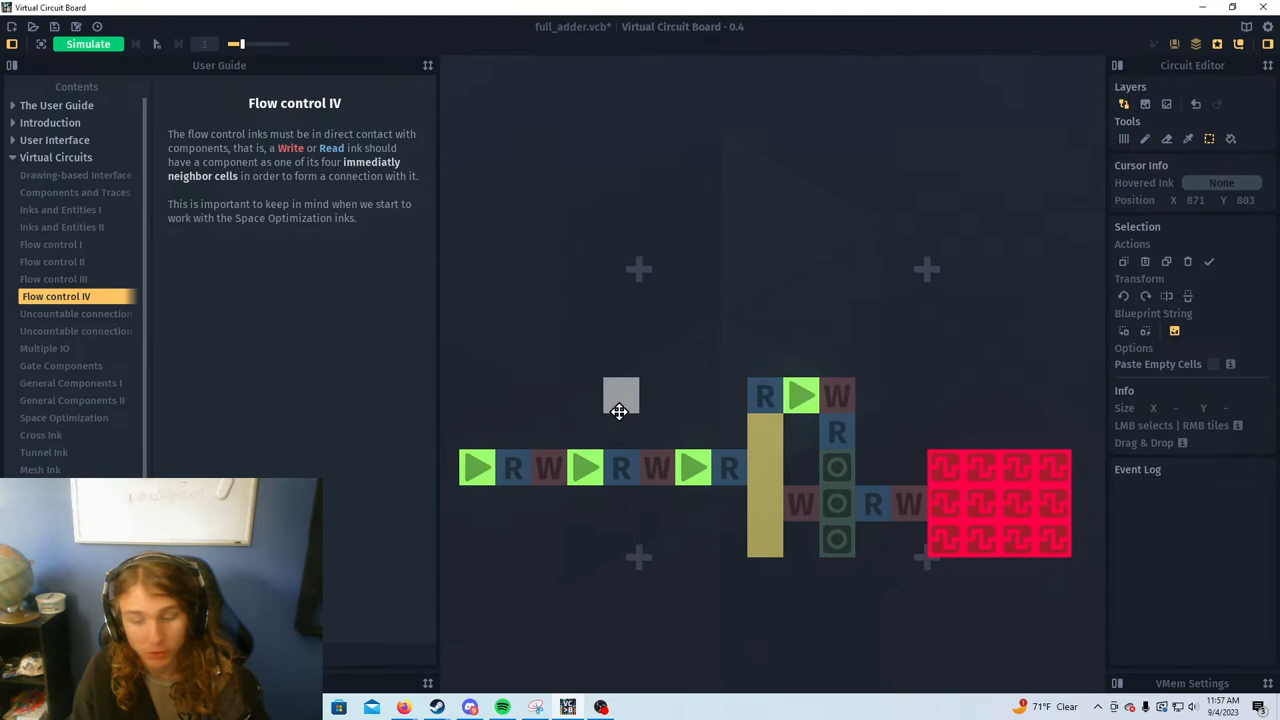 Virtual Circuit Board
full_adder.vcb* | Virtual Circuit Board - 0.4
Simulate
1
User Guide
Circuit Editor
Contents
The User Guide
Introduction
User Interface
Virtual Circuits
Drawing-based Interface
Components and Traces
Inks and Entities I
Inks and Entities II
Flow control I
Flow control II
Flow control III
Flow control IV
Uncountable connection
Uncountable connection
Multiple IO
Gate Components
General Components I
General Components II
Space Optimization
Cross Ink
Tunnel Ink
Mesh Ink
Flow control IV
The flow control inks must be in direct contact with
components, that is, a Write or Read ink should
have a component as one of its four immediatly
neighbor cells in order to form a connection with it.
This is important to keep in mind when we start to
work with the Space Optimization inks.
R W
R
R W R W R
W R W
Layers
Tools
Cursor Info
Hovered Ink None
Position X 871 Y 803
Selection
Actions
Transform
Blueprint String
Options
Paste Empty Cells
Info
Size X - Y -
LMB selects | RMB tiles
Drag & Drop
Event Log
VMem Settings
71°F Clear
11:57 AM
9/4/2023